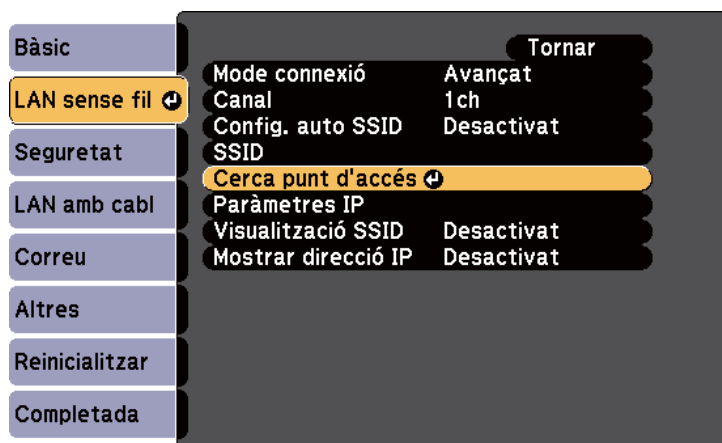 Bàsic
LAN sense fil
Seguretat
LAN amb cabl
Correu
Altres
Reinicialitzar
Completada
Tornar
Mode connexió Avançat
Canal 1ch
Config. auto SSID Desactivat
SSID
Cerca punt d'accés
Paràmetres IP
Visualització SSID Desactivat
Mostrar direcció IP Desactivat